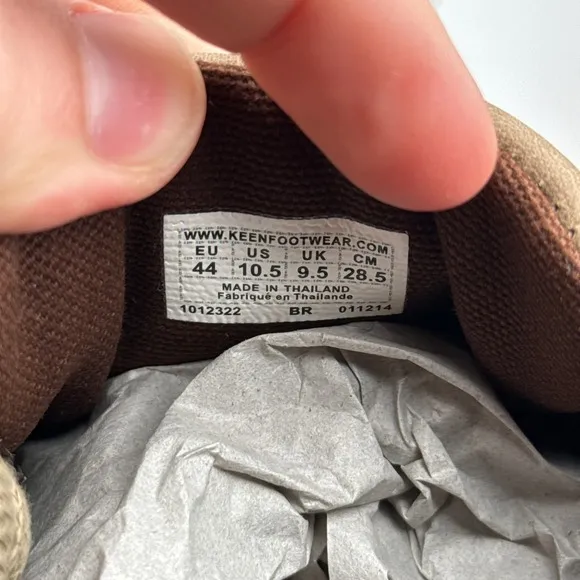 WWW.KEENFOOTWEAR.COM
EU US UK CM
44 10.5 9.5 28.5
MADE IN THAILAND
Fabriqué en Thaïlande
1012322 BR 011214